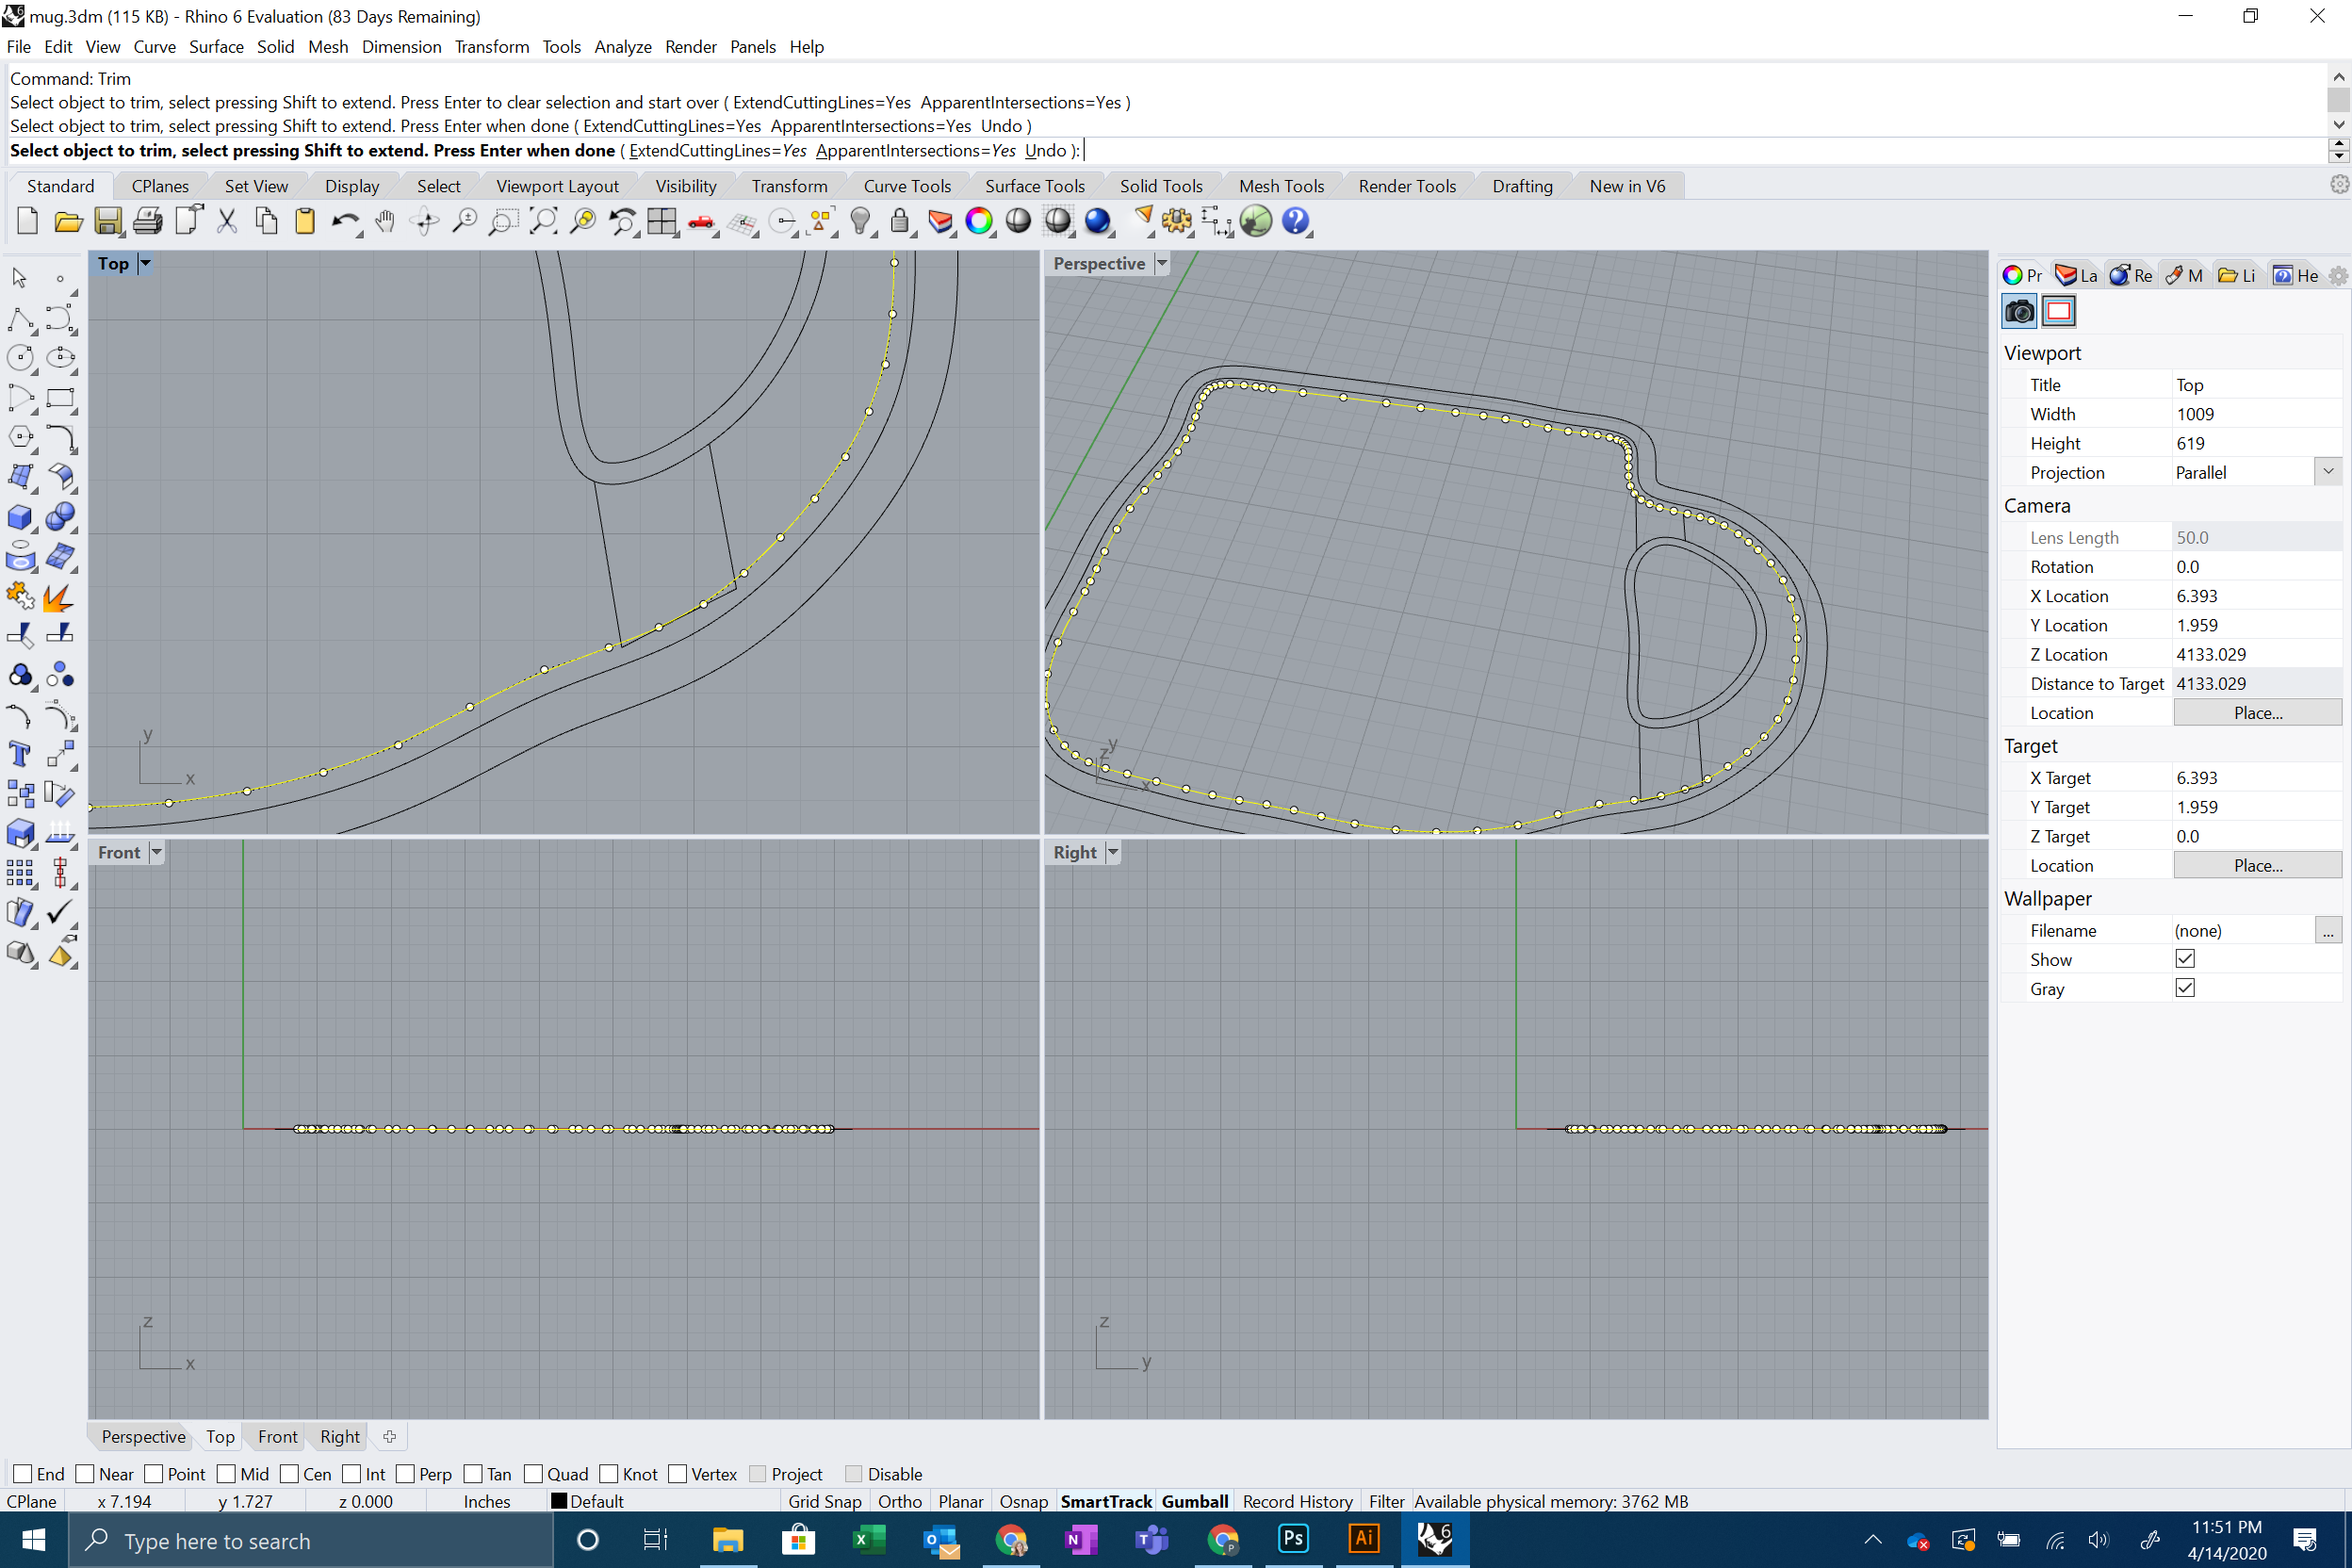 mug.3dm (115 KB) - Rhino 6 Evaluation (83 Days Remaining)
File Edit View Curve Surface Solid Mesh Dimension Transform Tools Analyze Render Panels Help
Command: Trim
Select object to trim, select pressing Shift to extend. Press Enter to clear selection and start over ( ExtendCuttingLines=Yes ApparentIntersections=Yes )
Select object to trim, select pressing Shift to extend. Press Enter when done ( ExtendCuttingLines=Yes ApparentIntersections=Yes Undo )
Select object to trim, select pressing Shift to extend. Press Enter when done ( ExtendCuttingLines=Yes ApparentIntersections=Yes Undo ):
Standard CPlanes Set View Display Select Viewport Layout Visibility Transform Curve Tools Surface Tools Solid Tools Mesh Tools Render Tools Drafting New in V6
Top
Perspective
Pr La Re M Li He
Viewport
Title Top
Width 1009
Height 619
Projection Parallel
Camera
Lens Length 50.0
Rotation 0.0
X Location 6.393
Y Location 1.959
Z Location 4133.029
Distance to Target 4133.029
Location Place...
Target
X Target 6.393
Y Target 1.959
Z Target 0.0
Location Place...
Wallpaper
Filename (none) ...
Show
Gray
y
x
z y
x
Front
Right
z
x
z
y
Perspective Top Front Right
End Near Point Mid Cen Int Perp Tan Quad Knot Vertex Project Disable
CPlane x 7.194 y 1.727 z 0.000 Inches Default Grid Snap Ortho Planar Osnap SmartTrack Gumball Record History Filter Available physical memory: 3762 MB
Type here to search
Ps
Ai
6
11:51 PM
4/14/2020